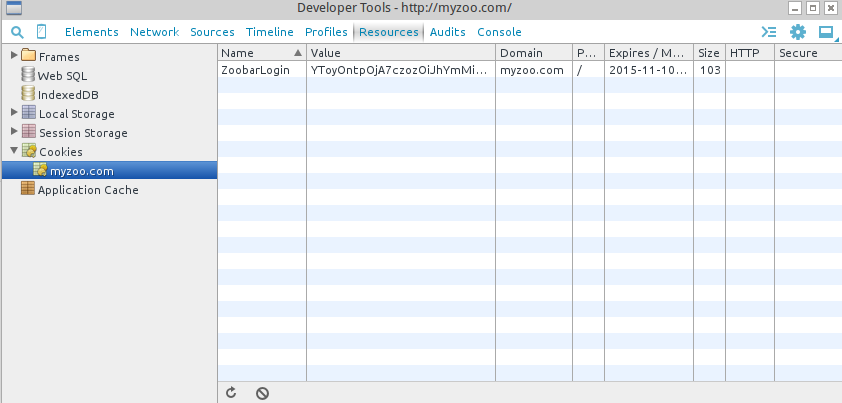 Developer Tools - http://myzoo.com/
Elements Network Sources Timeline Profiles Resources Audits Console
Name Value Domain P... Expires / M... Size HTTP Secure
Frames
Web SQL
IndexedDB
Local Storage
Session Storage
Cookies
myzoo.com
Application Cache
ZoobarLogin YToyOntpOjA7czozOiJhYmMi... myzoo.com / 2015-11-10... 103